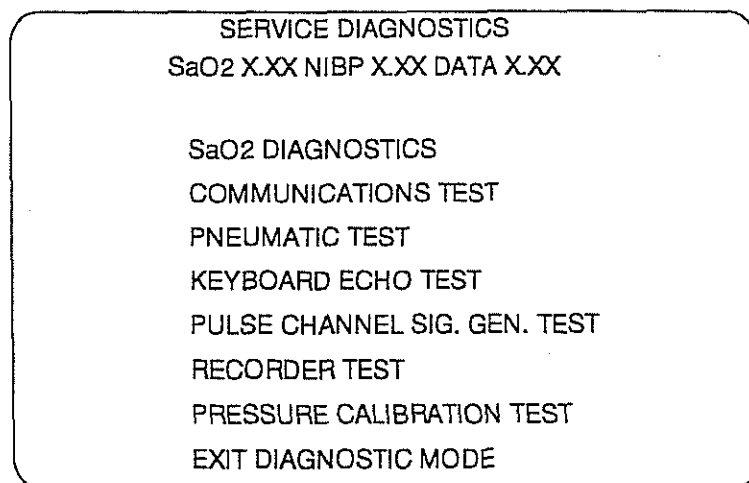 SERVICE DIAGNOSTICS
SaO2 X.XX NIBP X.XX DATA X.XX
SaO2 DIAGNOSTICS
COMMUNICATIONS TEST
PNEUMATIC TEST
KEYBOARD ECHO TEST
PULSE CHANNEL SIG. GEN. TEST
RECORDER TEST
PRESSURE CALIBRATION TEST
EXIT DIAGNOSTIC MODE